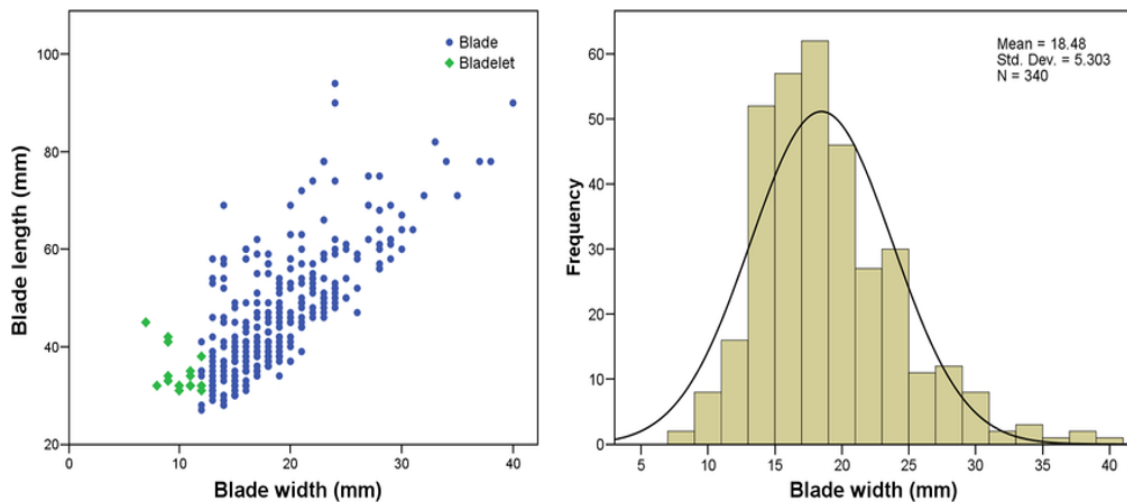 Blade
Bladelet
100
80
60
40
20
0
10
20
30
40
Blade length (mm)
Blade width (mm)
Mean = 18.48
Std. Dev. = 5.303
N = 340
60
50
40
30
20
10
0
5
10
15
20
25
30
35
40
Frequency
Blade width (mm)